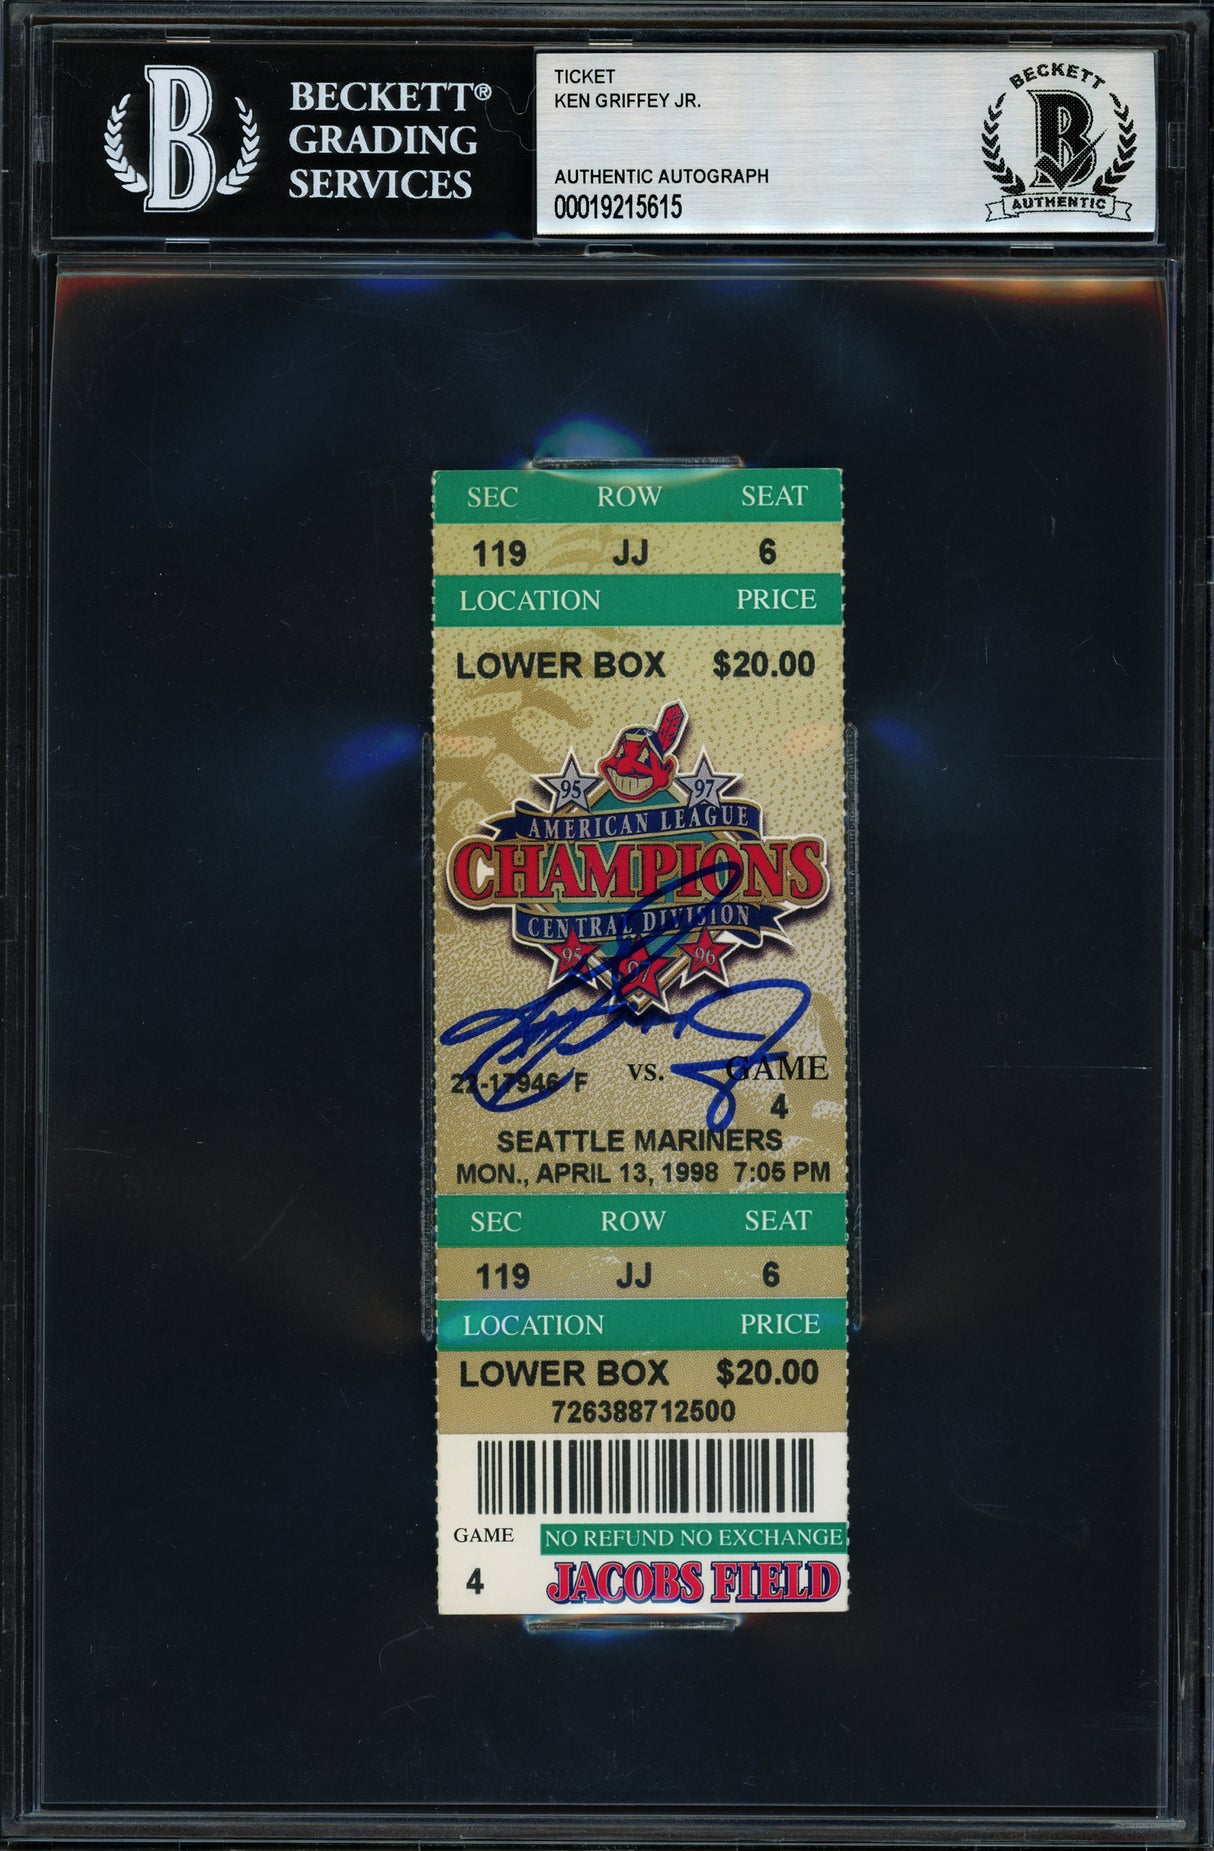 BECKETT®
GRADING
SERVICES
B
TICKET
KEN GRIFFEY JR.
AUTHENTIC AUTOGRAPH
00019215615
BECKETT
B
AUTHENTIC
SEC ROW SEAT
119 JJ 6
LOCATION PRICE
LOWER BOX $20.00
95 97
AMERICAN LEAGUE
CHAMPIONS
CENTRAL DIVISION
95 97 96
22-17946 F vs. GAME
4
SEATTLE MARINERS
MON., APRIL 13, 1998 7:05 PM
SEC ROW SEAT
119 JJ 6
LOCATION PRICE
LOWER BOX $20.00
726388712500
GAME NO REFUND NO EXCHANGE
4 JACOBS FIELD